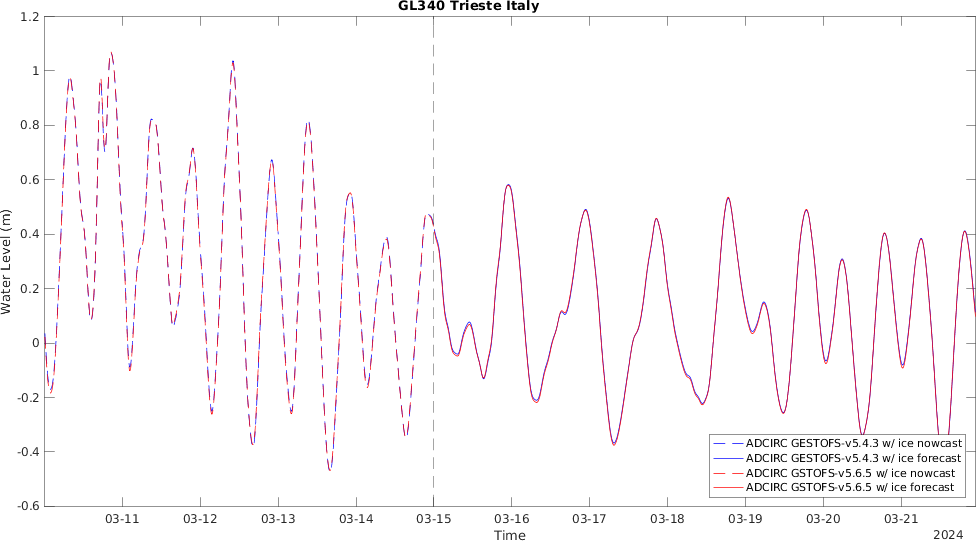 GL340 Trieste Italy
Water Level (m)
1.2
1
0.8
0.6
0.4
0.2
0
-0.2
-0.4
-0.6
ADCIRC GESTOFS-v5.4.3 w/ ice nowcast
ADCIRC GESTOFS-v5.4.3 w/ ice forecast
ADCIRC GSTOFS-v5.6.5 w/ ice nowcast
ADCIRC GSTOFS-v5.6.5 w/ ice forecast
03-11 03-12 03-13 03-14 03-15 03-16 03-17 03-18 03-19 03-20 03-21
Time
2024